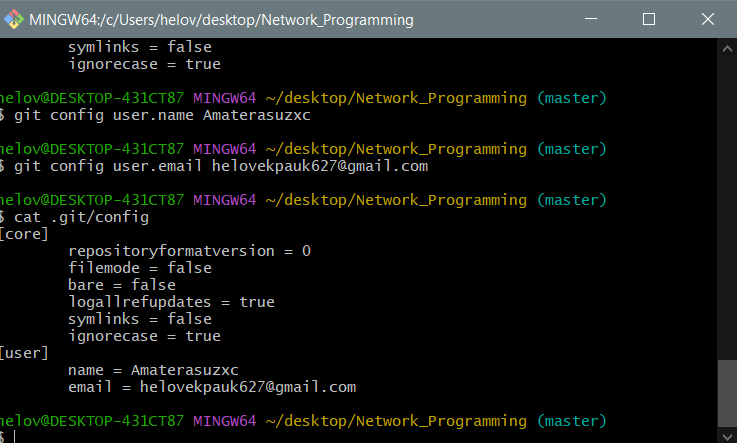 MINGW64:/c/Users/helov/desktop/Network_Programming
symlinks = false
ignorecase = true
helov@DESKTOP-431CT87 MINGW64 ~/desktop/Network_Programming (master)
$ git config user.name Amaterasuzxc
helov@DESKTOP-431CT87 MINGW64 ~/desktop/Network_Programming (master)
$ git config user.email helovekpauk627@gmail.com
helov@DESKTOP-431CT87 MINGW64 ~/desktop/Network_Programming (master)
$ cat .git/config
[core]
repositoryformatversion = 0
filemode = false
bare = false
logallrefupdates = true
symlinks = false
ignorecase = true
[user]
name = Amaterasuzxc
email = helovekpauk627@gmail.com
helov@DESKTOP-431CT87 MINGW64 ~/desktop/Network_Programming (master)
$